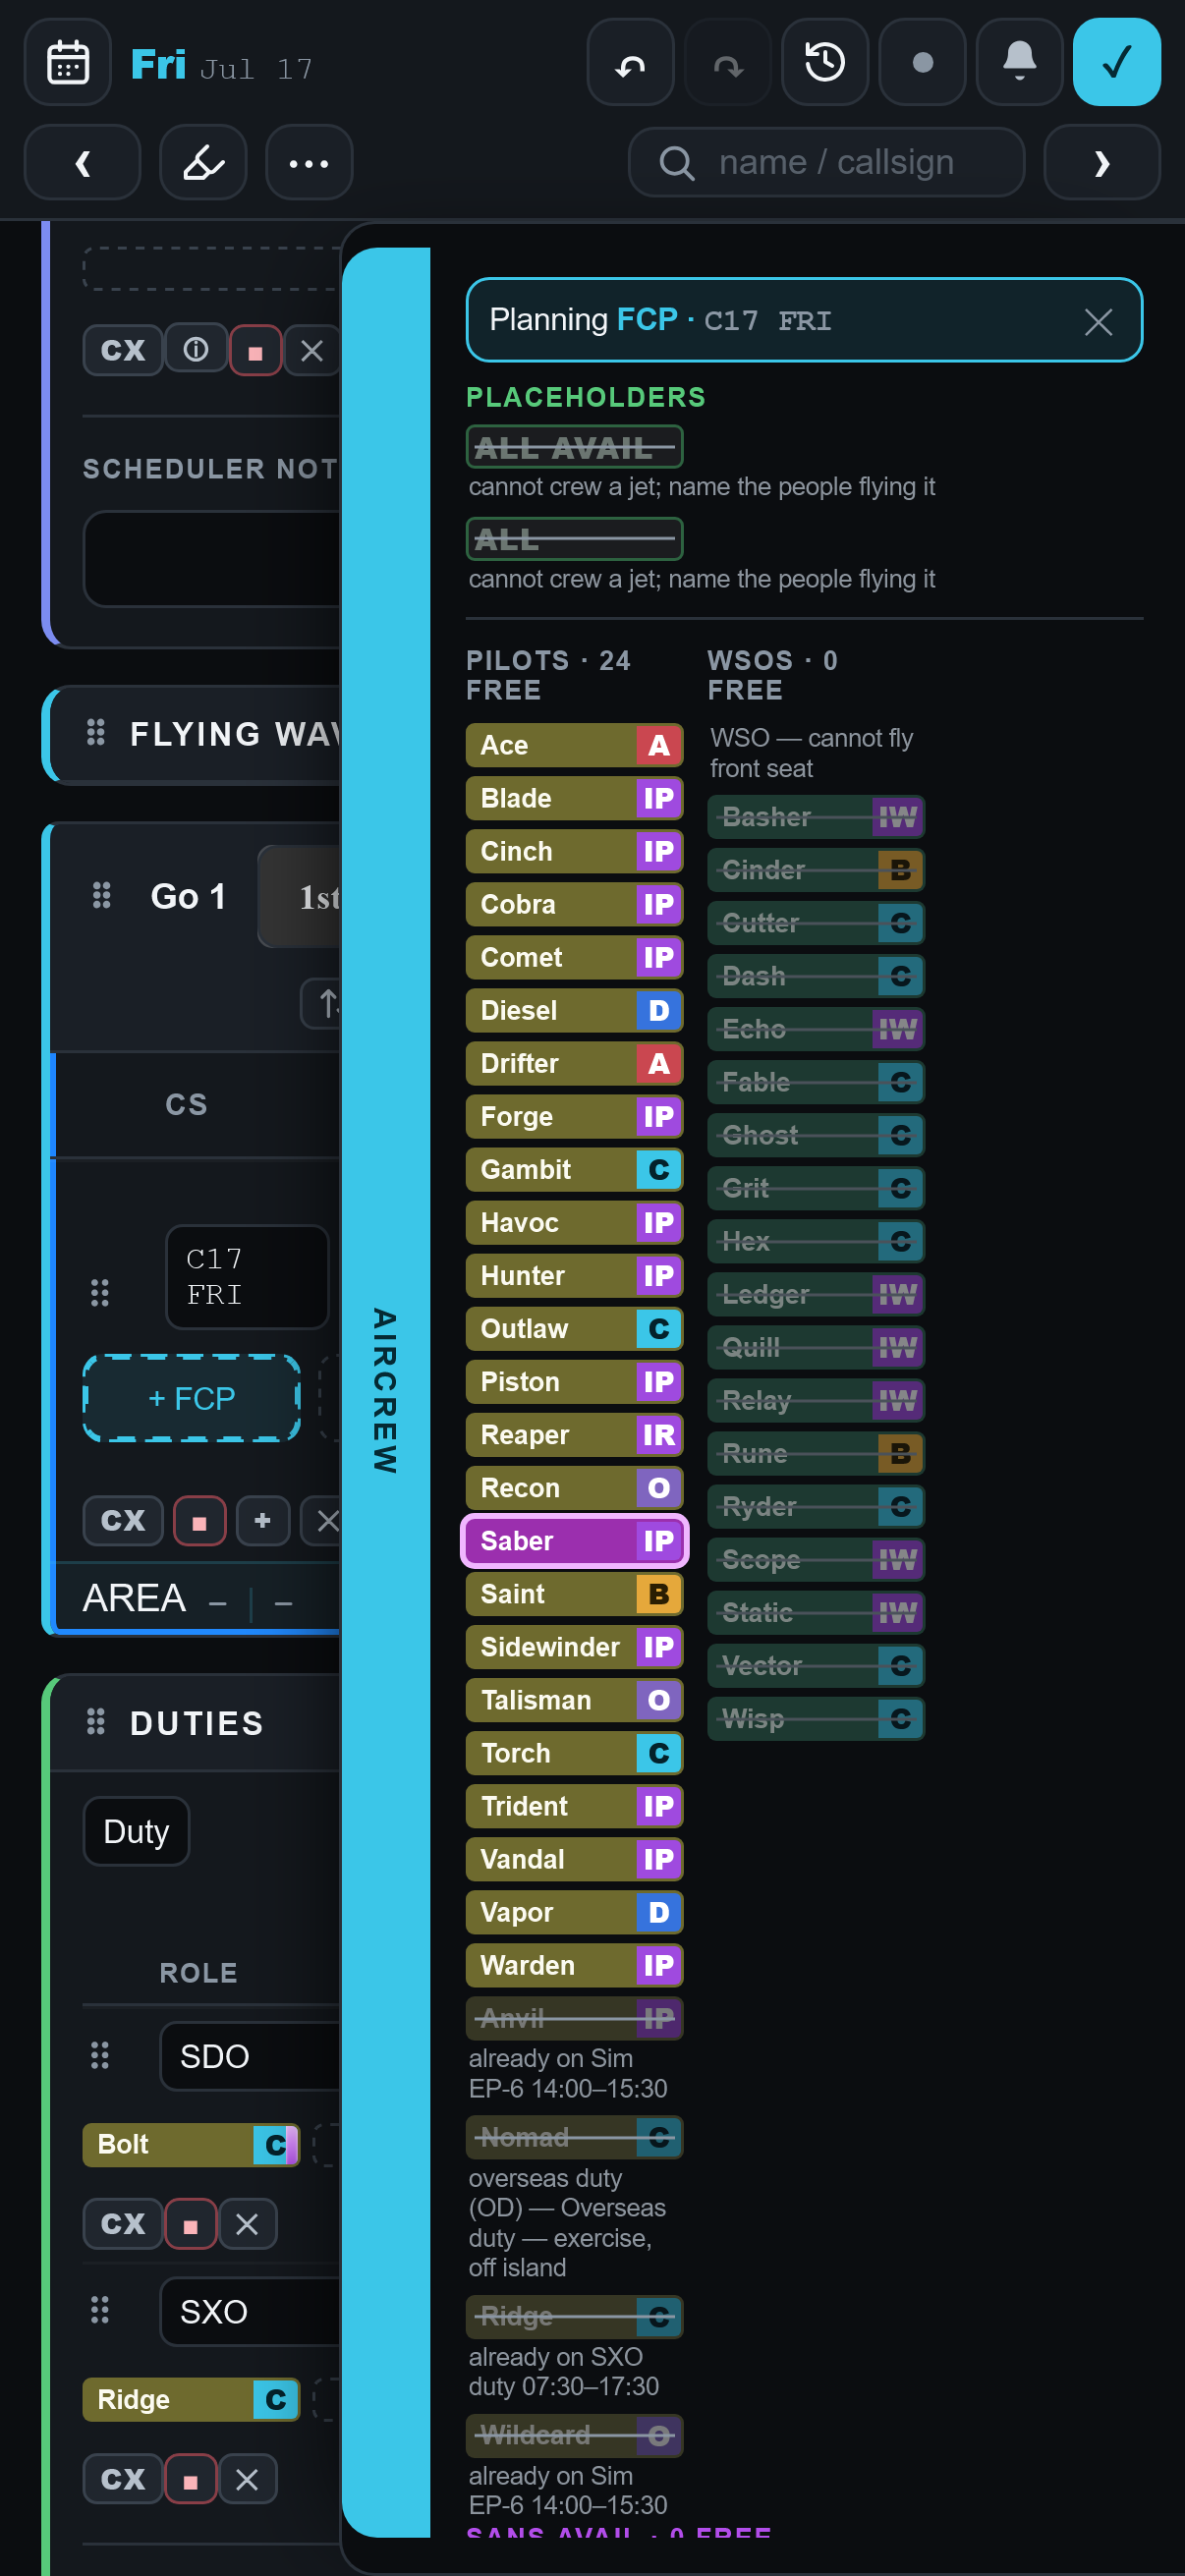 Fri Jul 17
name / callsign
CX
SCHEDULER NOT
FLYING WAV
Go 1 1st
CS
C17
FRI
+ FCP
CX + 
AREA – | –
DUTIES
Duty
ROLE
SDO
Bolt C
CX
SXO
Ridge C
CX
AIRCREW
Planning FCP · C17 FRI
PLACEHOLDERS
ALL AVAIL
cannot crew a jet; name the people flying it
ALL
cannot crew a jet; name the people flying it
PILOTS · 24
FREE
Ace A
Blade IP
Cinch IP
Cobra IP
Comet IP
Diesel D
Drifter A
Forge IP
Gambit C
Havoc IP
Hunter IP
Outlaw C
Piston IP
Reaper IR
Recon O
Saber IP
Saint B
Sidewinder IP
Talisman O
Torch C
Trident IP
Vandal IP
Vapor D
Warden IP
Anvil IP
already on Sim
EP-6 14:00–15:30
Nomad C
overseas duty
(OD) — Overseas
duty — exercise,
off island
Ridge C
already on SXO
duty 07:30–17:30
Wildcard O
already on Sim
EP-6 14:00–15:30
SANS AVAIL · 0 FREE
WSOS · 0
FREE
WSO — cannot fly
front seat
Basher IW
Cinder B
Cutter C
Dash C
Echo IW
Fable C
Ghost C
Grit C
Hex C
Ledger IW
Quill IW
Relay IW
Rune B
Ryder C
Scope IW
Static IW
Vector C
Wisp C